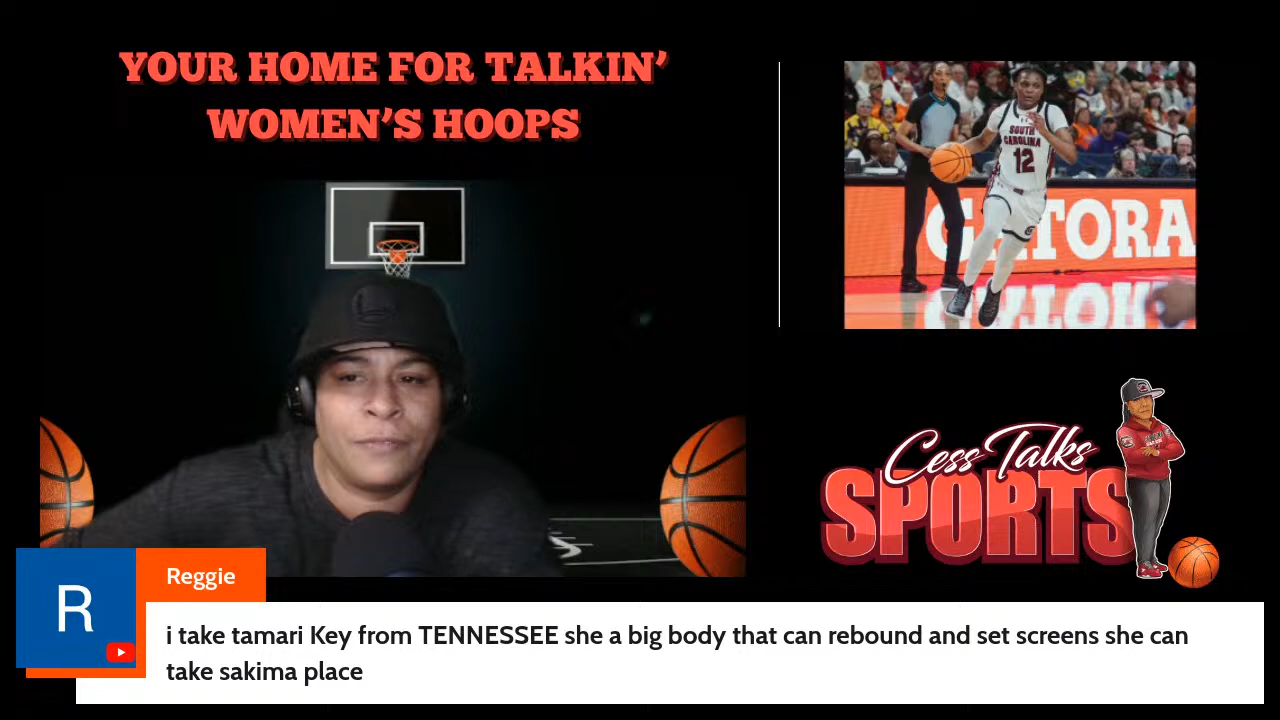 YOUR HOME FOR TALKIN'
WOMEN'S HOOPS
SOUTH
CAROLINA
12
GATORA
Cess Talks
SPORTS
R
Reggie
i take tamari Key from TENNESSEE she a big body that can rebound and set screens she can
take sakima place